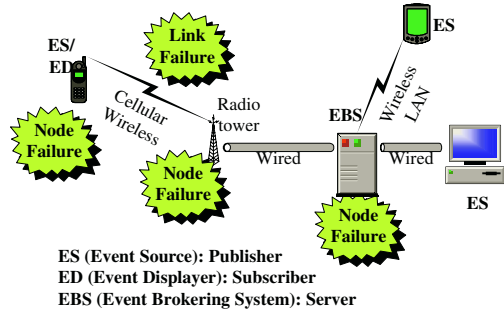 ES/
ED
Link
Failure
ES
Cellular
Wireless
Radio
tower
EBS
Wireless
LAN
Node
Failure
Wired
Wired
Node
Failure
Node
Failure
ES
ES (Event Source): Publisher
ED (Event Displayer): Subscriber
EBS (Event Brokering System): Server